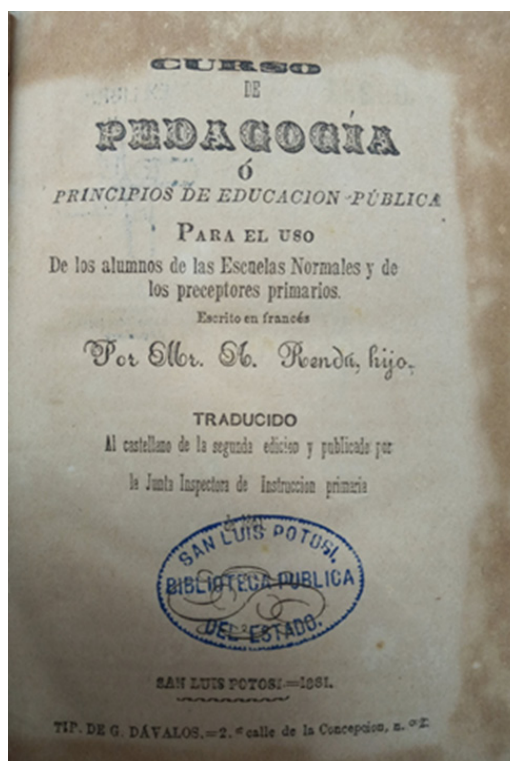 CURSO
DE
PEDAGOGÍA
Ó
PRINCIPIOS DE EDUCACION PÚBLICA
PARA EL USO
De los alumnos de las Escuelas Normales y de
los preceptores primarios.
Escrito en francés
Por Mr. A. Rendú, hijo.
TRADUCIDO
Al castellano de la segunda edicion y publicado por
la Junta Inspectora de Instruccion primaria
SAN LUIS POTOSI.
BIBLIOTECA PUBLICA
DEL ESTADO.
SAN LUIS POTOSI=1861.
TIP. DE G. DÁVALOS.=2.ª calle de la Concepcion, n.º